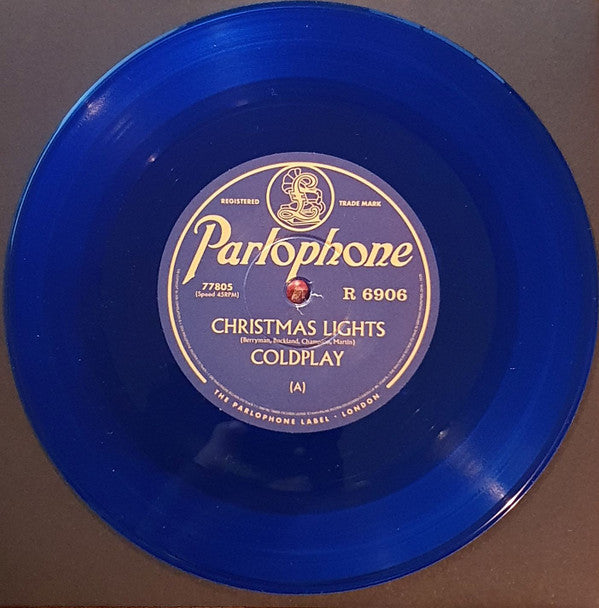 REGISTERED TRADE MARK
Parlophone
77805
(Speed 45RPM)
R 6906
CHRISTMAS LIGHTS
(Berryman, Buckland, Champion, Martin)
COLDPLAY
(A)
THE PARLOPHONE LABEL · LONDON